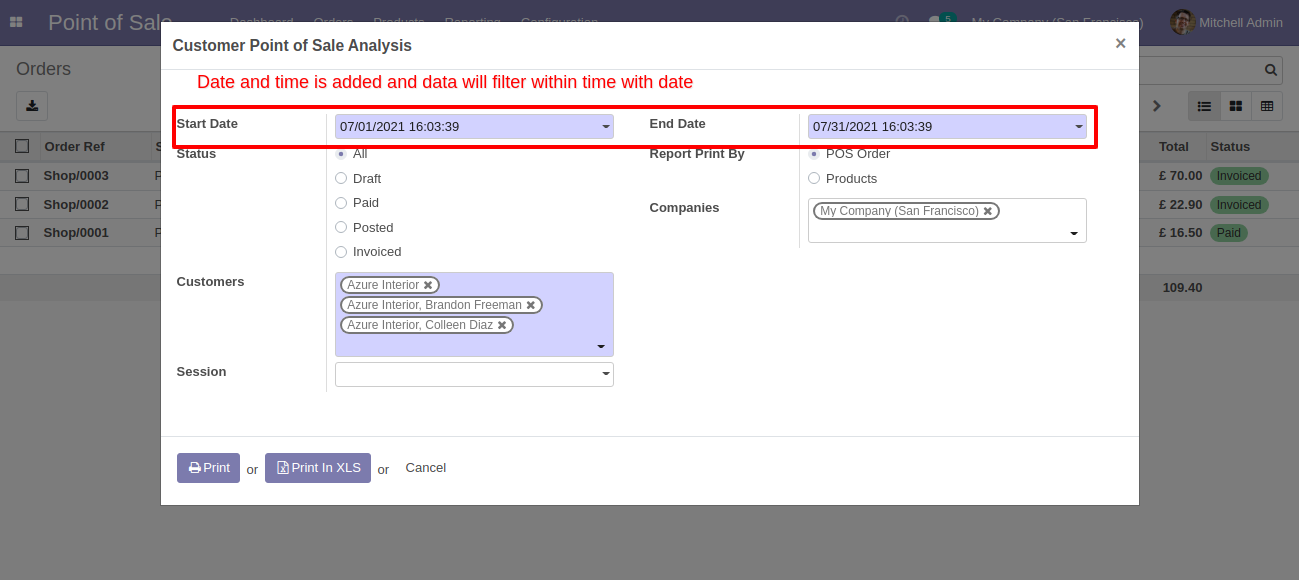 Point of Sale Dashboard Orders Products Reporting Configuration 5 My Company (San Francisco) Mitchell Admin
Customer Point of Sale Analysis ×
Orders
Date and time is added and data will filter within time with date
Start Date 07/01/2021 16:03:39 End Date 07/31/2021 16:03:39
Status All Report Print By POS Order
Draft Products
Paid
Posted
Invoiced
Companies My Company (San Francisco) ✖
Customers Azure Interior ✖
Azure Interior, Brandon Freeman ✖
Azure Interior, Colleen Diaz ✖
Session
Print or Print In XLS or Cancel
Order Ref S Total Status
Shop/0003 P £ 70.00 Invoiced
Shop/0002 P £ 22.90 Invoiced
Shop/0001 P £ 16.50 Paid
109.40